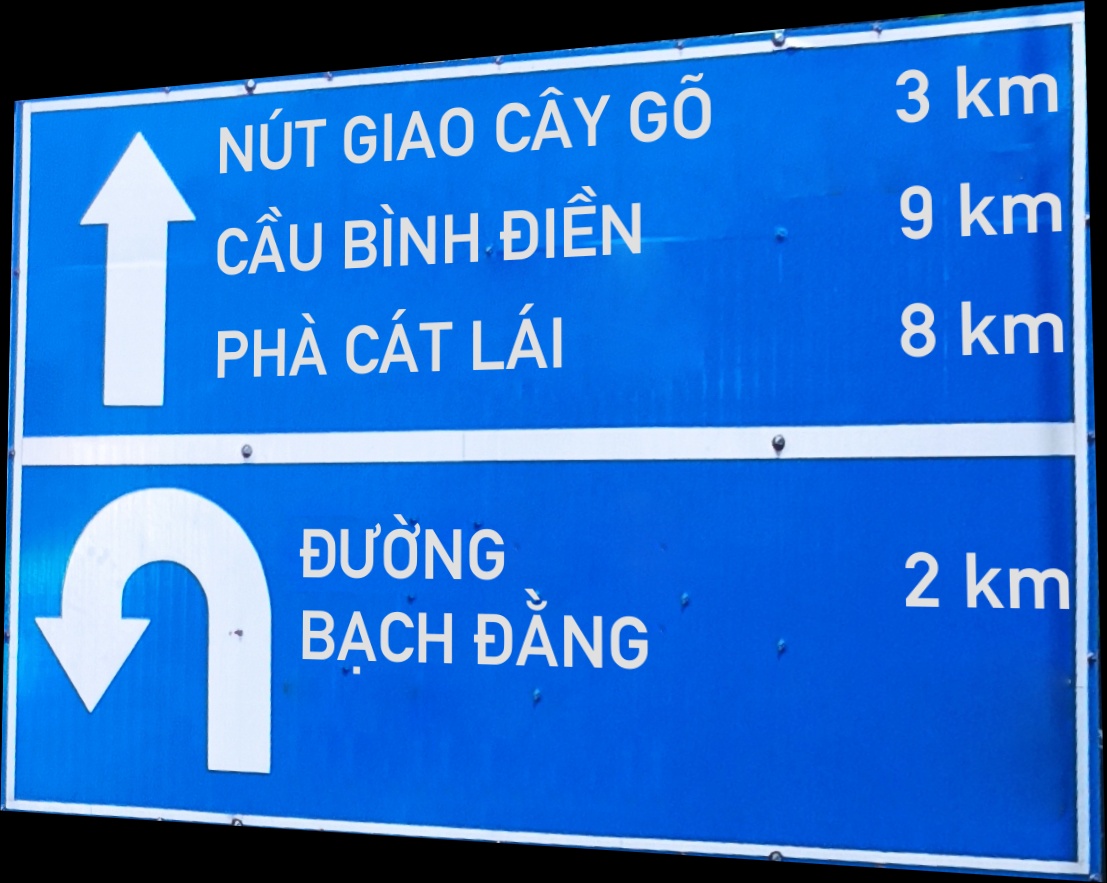 NÚT GIAO CÂY GÕ 3 km
CẦU BÌNH ĐIỀN 9 km
PHÀ CÁT LÁI 8 km
ĐƯỜNG
BẠCH ĐẰNG 2 km